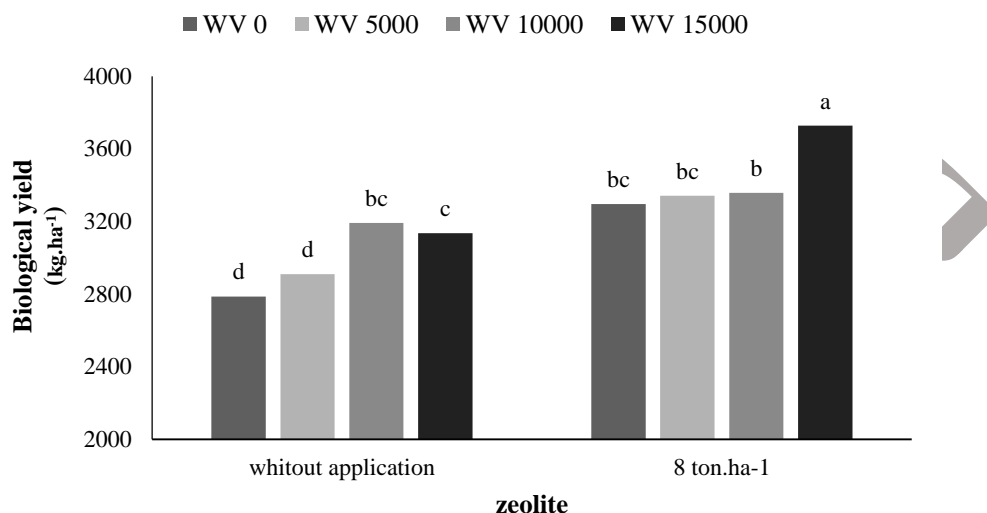 WV 0 WV 5000 WV 10000 WV 15000
4000
3600
3200
2800
2400
2000
Biological yield
(kg.ha⁻¹)
d d bc c bc bc b a
whitout application 8 ton.ha-1
zeolite